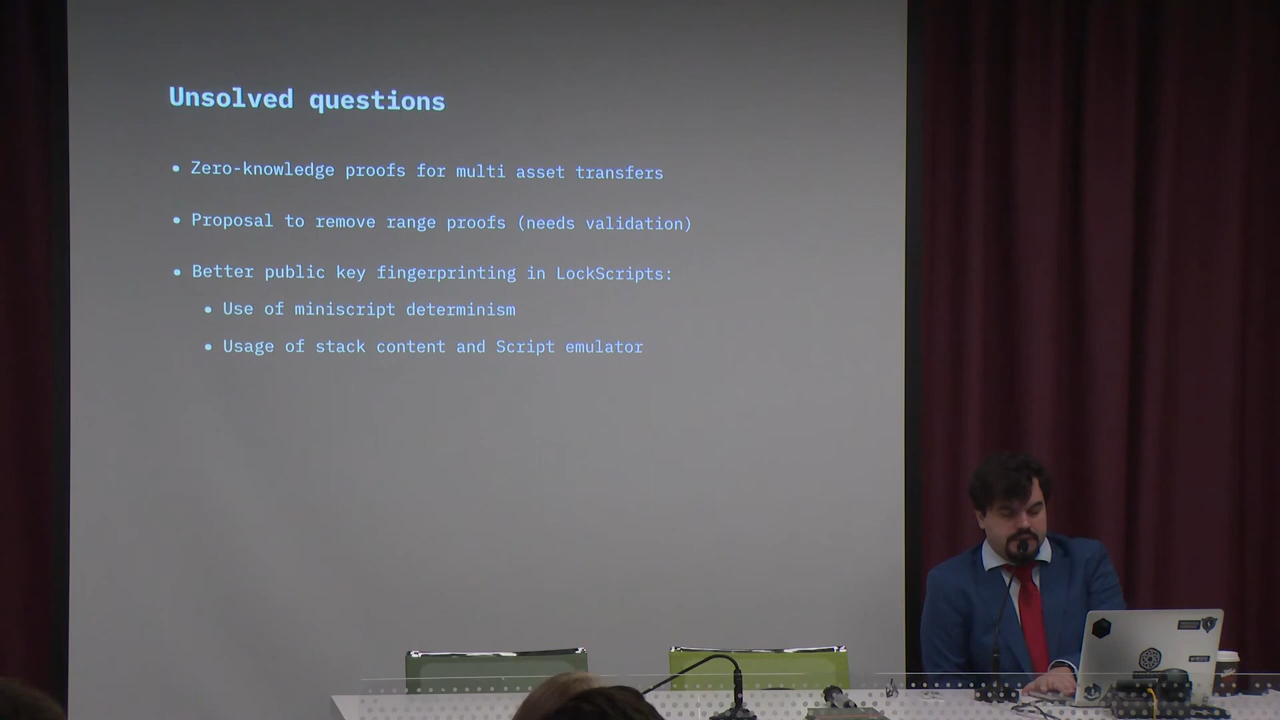 Unsolved questions
• Zero-knowledge proofs for multi asset transfers
• Proposal to remove range proofs (needs validation)
• Better public key fingerprinting in LockScripts:
• Use of miniscript determinism
• Usage of stack content and Script emulator